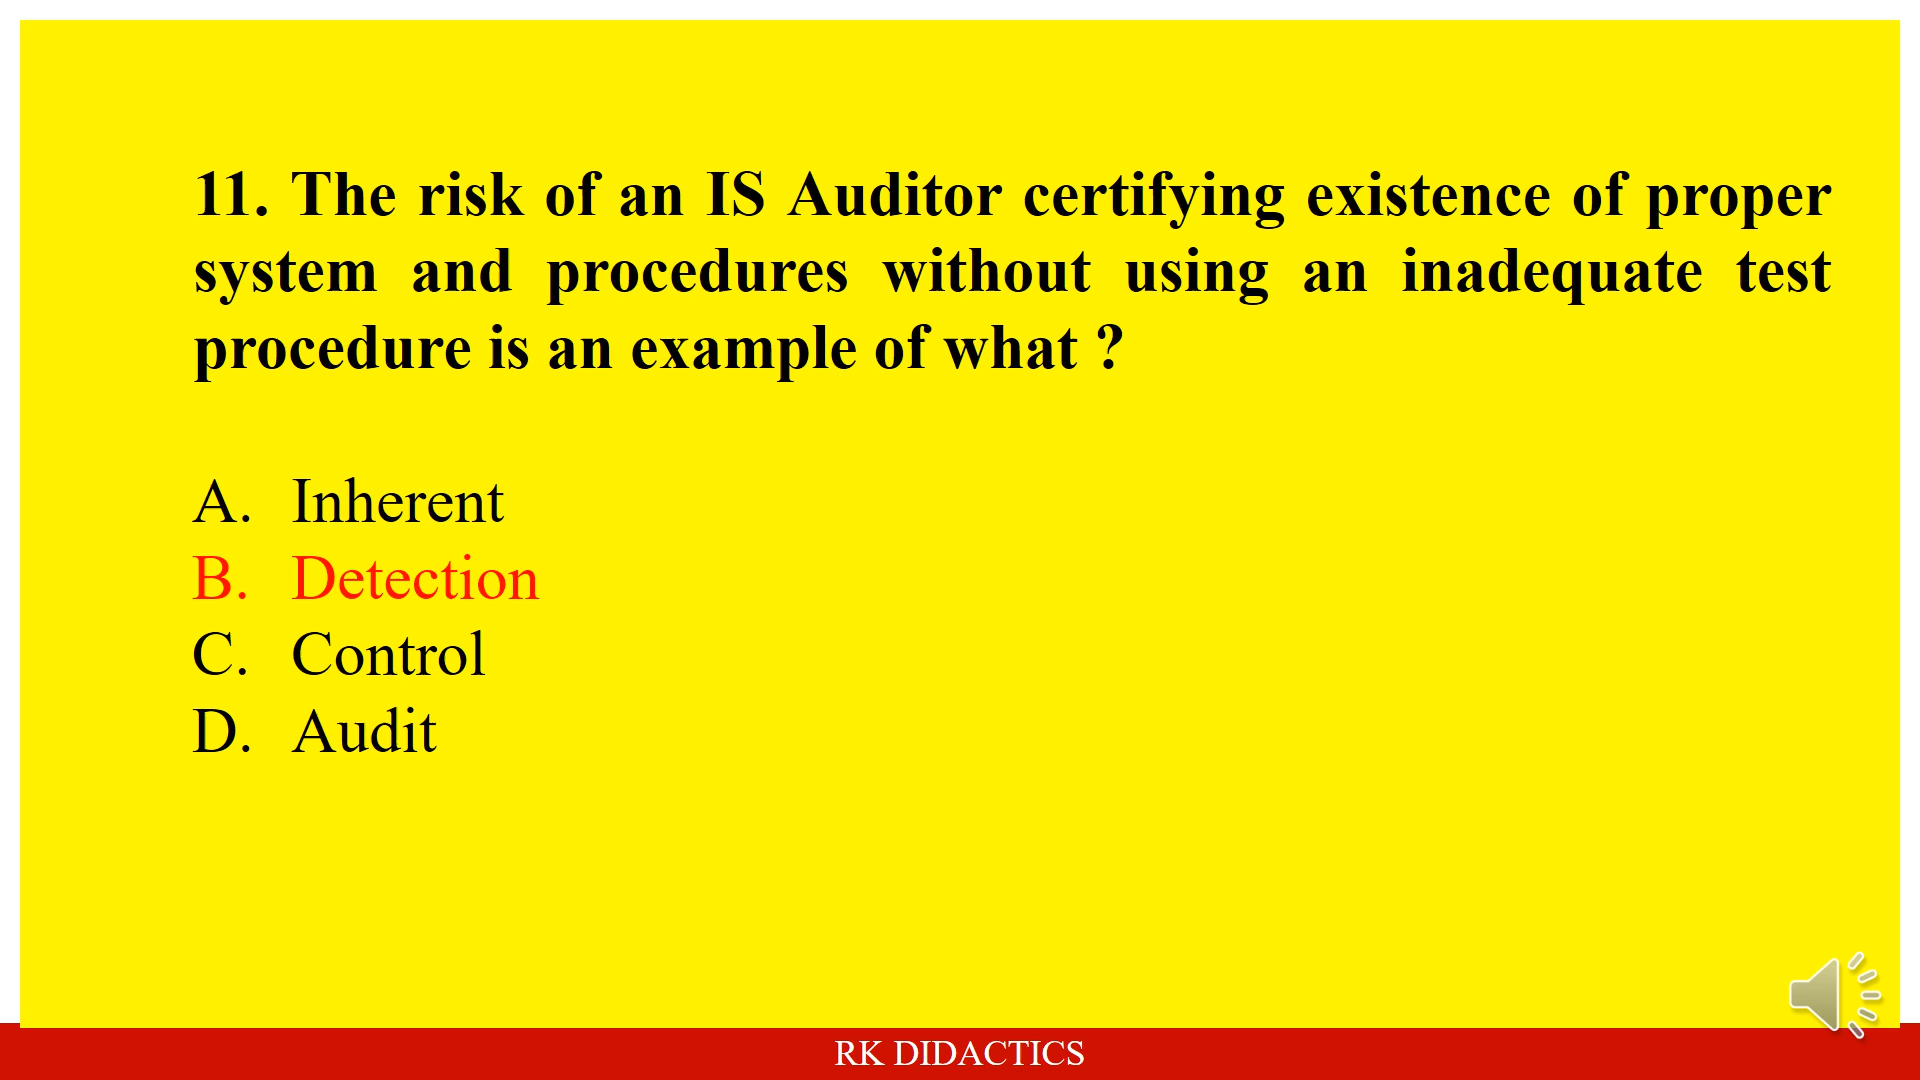 11. The risk of an IS Auditor certifying existence of proper
system and procedures without using an inadequate test
procedure is an example of what ?
A. Inherent
B. Detection
C. Control
D. Audit
RK DIDACTICS